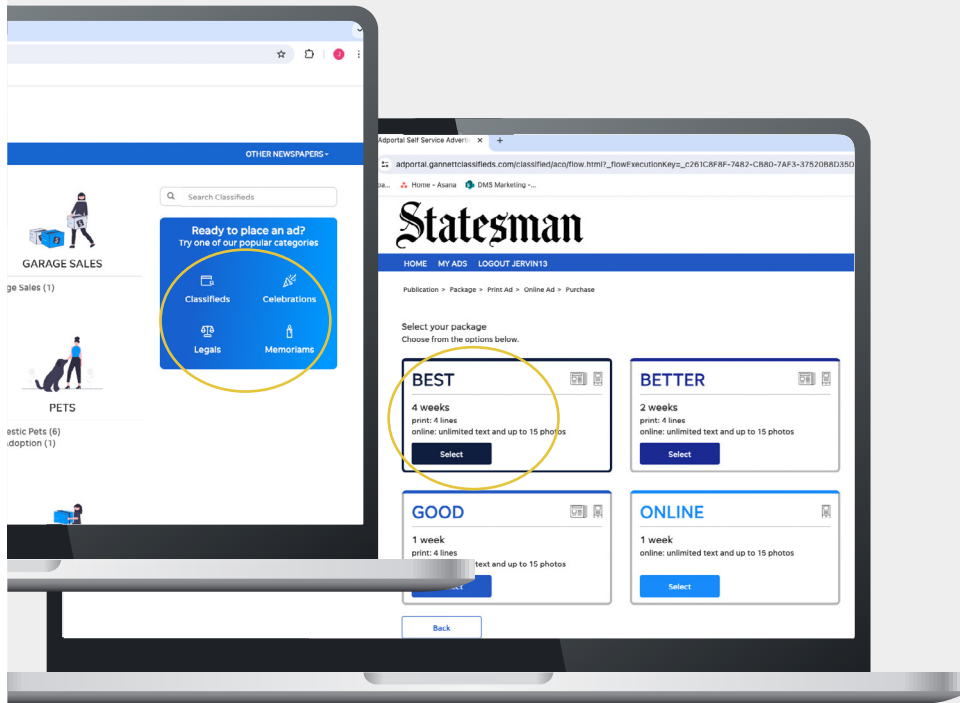 OTHER NEWSPAPERS
Search Classifieds
Ready to place an ad?
Try one of our popular categories
Classifieds
Celebrations
Legals
Memoriams
GARAGE SALES
ge Sales (1)
PETS
estic Pets (6)
doption (1)
Adportal Self Service Adverti
adportal.gannettclassifieds.com/classified/aco/flow.html?_flowExecutionKey=_c261C8F8F-7482-CB80-7AF3-37520B8D35D
Home - Asana DMS Marketing -...
Statesman
HOME MY ADS LOGOUT JERVIN13
Publication > Package > Print Ad > Online Ad > Purchase
Select your package
Choose from the options below.
BEST
4 weeks
print: 4 lines
online: unlimited text and up to 15 photos
Select
BETTER
2 weeks
print: 4 lines
online: unlimited text and up to 15 photos
Select
GOOD
1 week
print: 4 lines
text and up to 15 photos
ONLINE
1 week
online: unlimited text and up to 15 photos
Select
Back